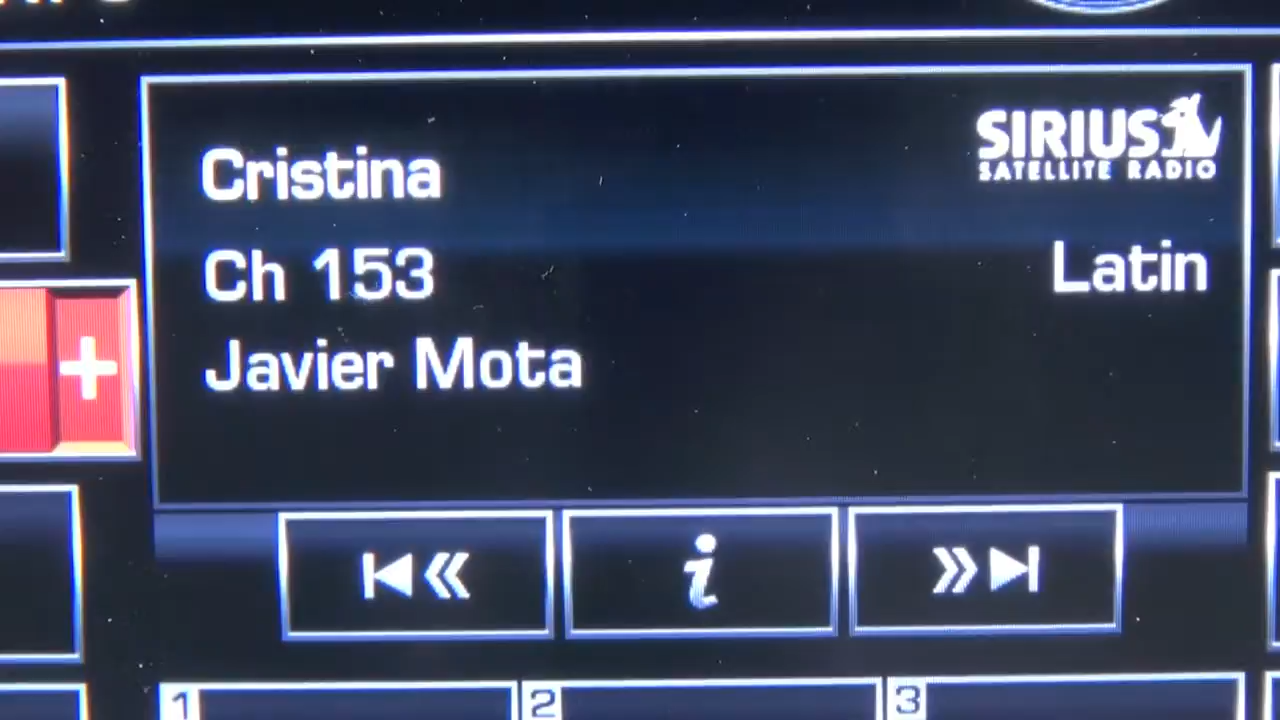 Cristina
SIRIUS
SATELLITE RADIO
Ch 153
Latin
Javier Mota
i
1
2
3